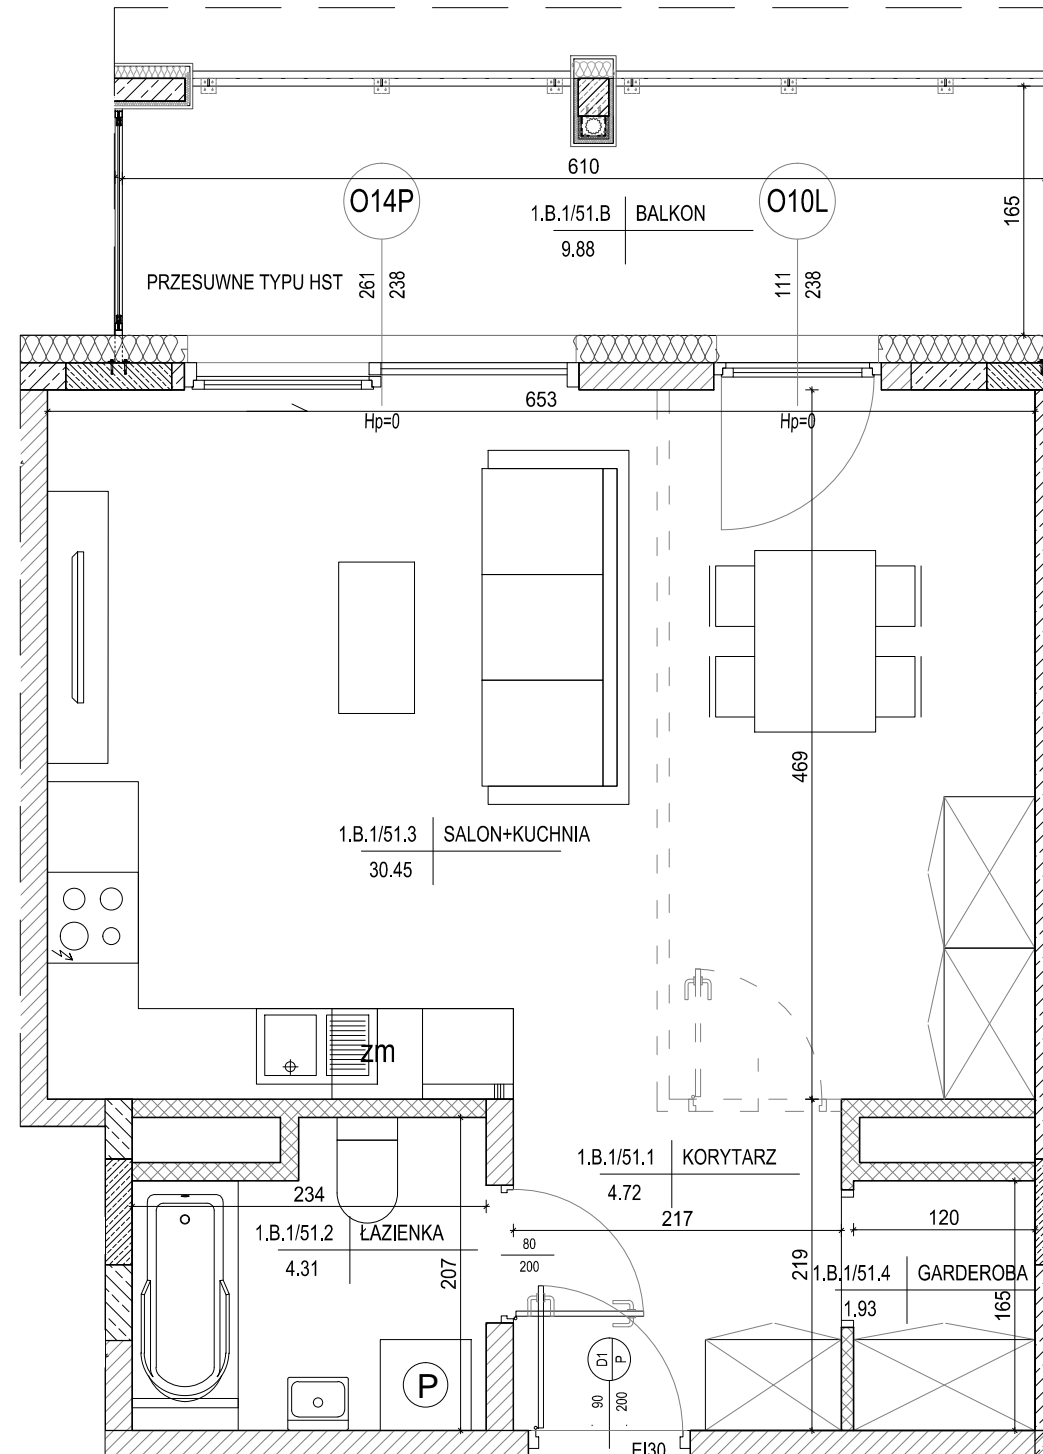 610
O14P
O10L
1.B.1/51.B BALKON
9.88
165
PRZESUWNE TYPU HST
261
238
111
238
653
Hp=0
Hp=0
469
1.B.1/51.3 SALON+KUCHNIA
30.45
zm
1.B.1/51.1 KORYTARZ
4.72
234
217
120
1.B.1/51.2 ŁAZIENKA
4.31
207
80
200
219
1.B.1/51.4 GARDEROBA
1.93
165
D1
P
90
200
P
EI30